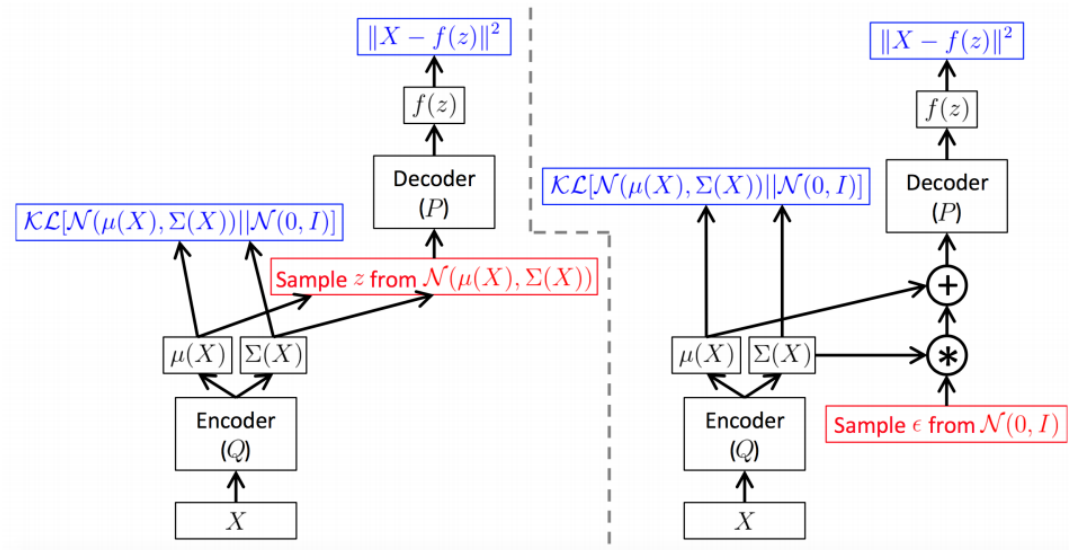 ‖X − f(z)‖²
f(z)
Decoder
(P)
𝒦ℒ[𝒩(μ(X), Σ(X))||𝒩(0, I)]
Sample z from 𝒩(μ(X), Σ(X))
μ(X)
Σ(X)
Encoder
(Q)
X
‖X − f(z)‖²
f(z)
Decoder
(P)
𝒦ℒ[𝒩(μ(X), Σ(X))||𝒩(0, I)]
+
μ(X)
Σ(X)
*
Sample ϵ from 𝒩(0, I)
Encoder
(Q)
X